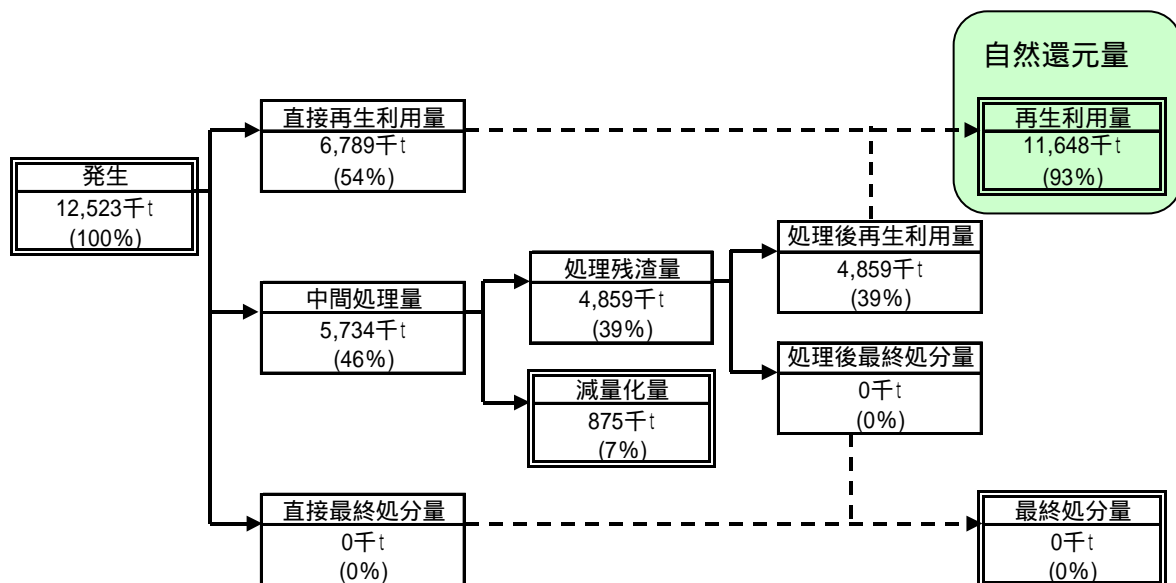 自然還元量
直接再生利用量
6,789千t
(54%)
再生利用量
11,648千t
(93%)
発生
12,523千t
(100%)
中間処理量
5,734千t
(46%)
処理残渣量
4,859千t
(39%)
処理後再生利用量
4,859千t
(39%)
減量化量
875千t
(7%)
処理後最終処分量
0千t
(0%)
直接最終処分量
0千t
(0%)
最終処分量
0千t
(0%)